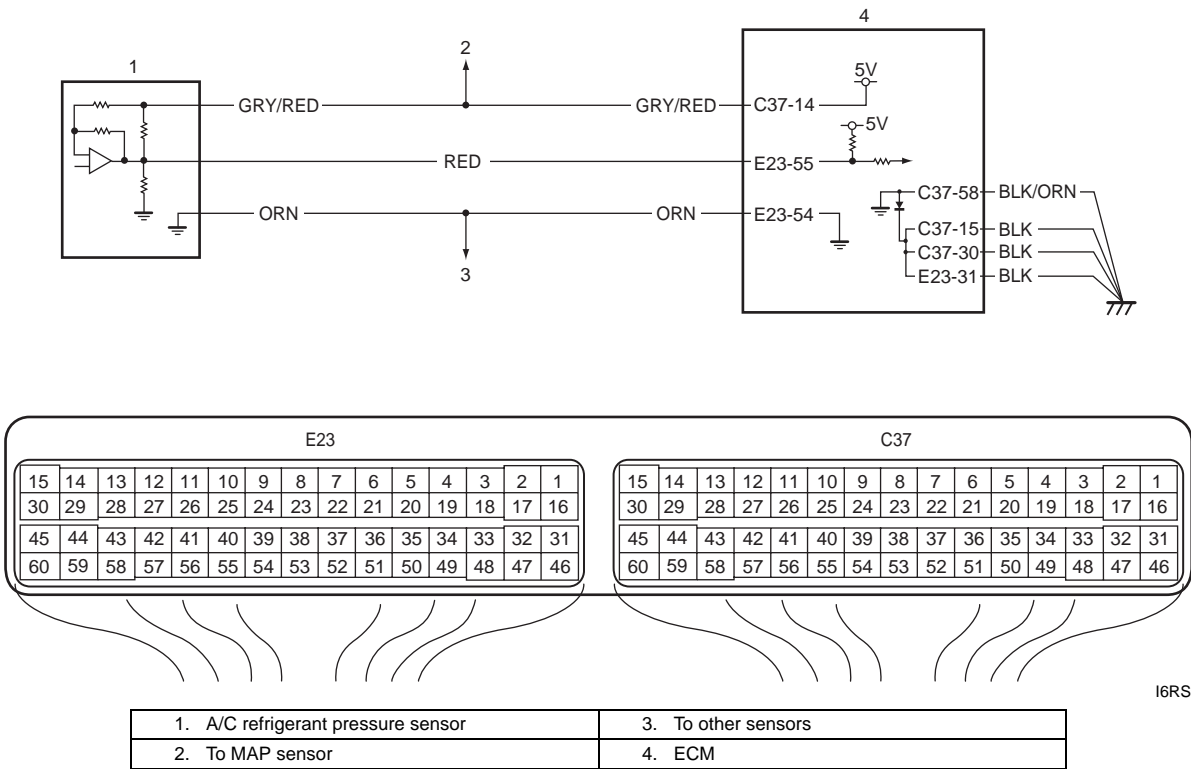 4
2
1
5V
GRY/RED GRY/RED C37-14
5V
RED E23-55
C37-58 BLK/ORN
ORN ORN E23-54
C37-15 BLK
C37-30 BLK
E23-31 BLK
3
E23 C37
15 14 13 12 11 10 9 8 7 6 5 4 3 2 1 15 14 13 12 11 10 9 8 7 6 5 4 3 2 1
30 29 28 27 26 25 24 23 22 21 20 19 18 17 16 30 29 28 27 26 25 24 23 22 21 20 19 18 17 16
45 44 43 42 41 40 39 38 37 36 35 34 33 32 31 45 44 43 42 41 40 39 38 37 36 35 34 33 32 31
60 59 58 57 56 55 54 53 52 51 50 49 48 47 46 60 59 58 57 56 55 54 53 52 51 50 49 48 47 46
I6RS
1. A/C refrigerant pressure sensor 3. To other sensors
2. To MAP sensor 4. ECM